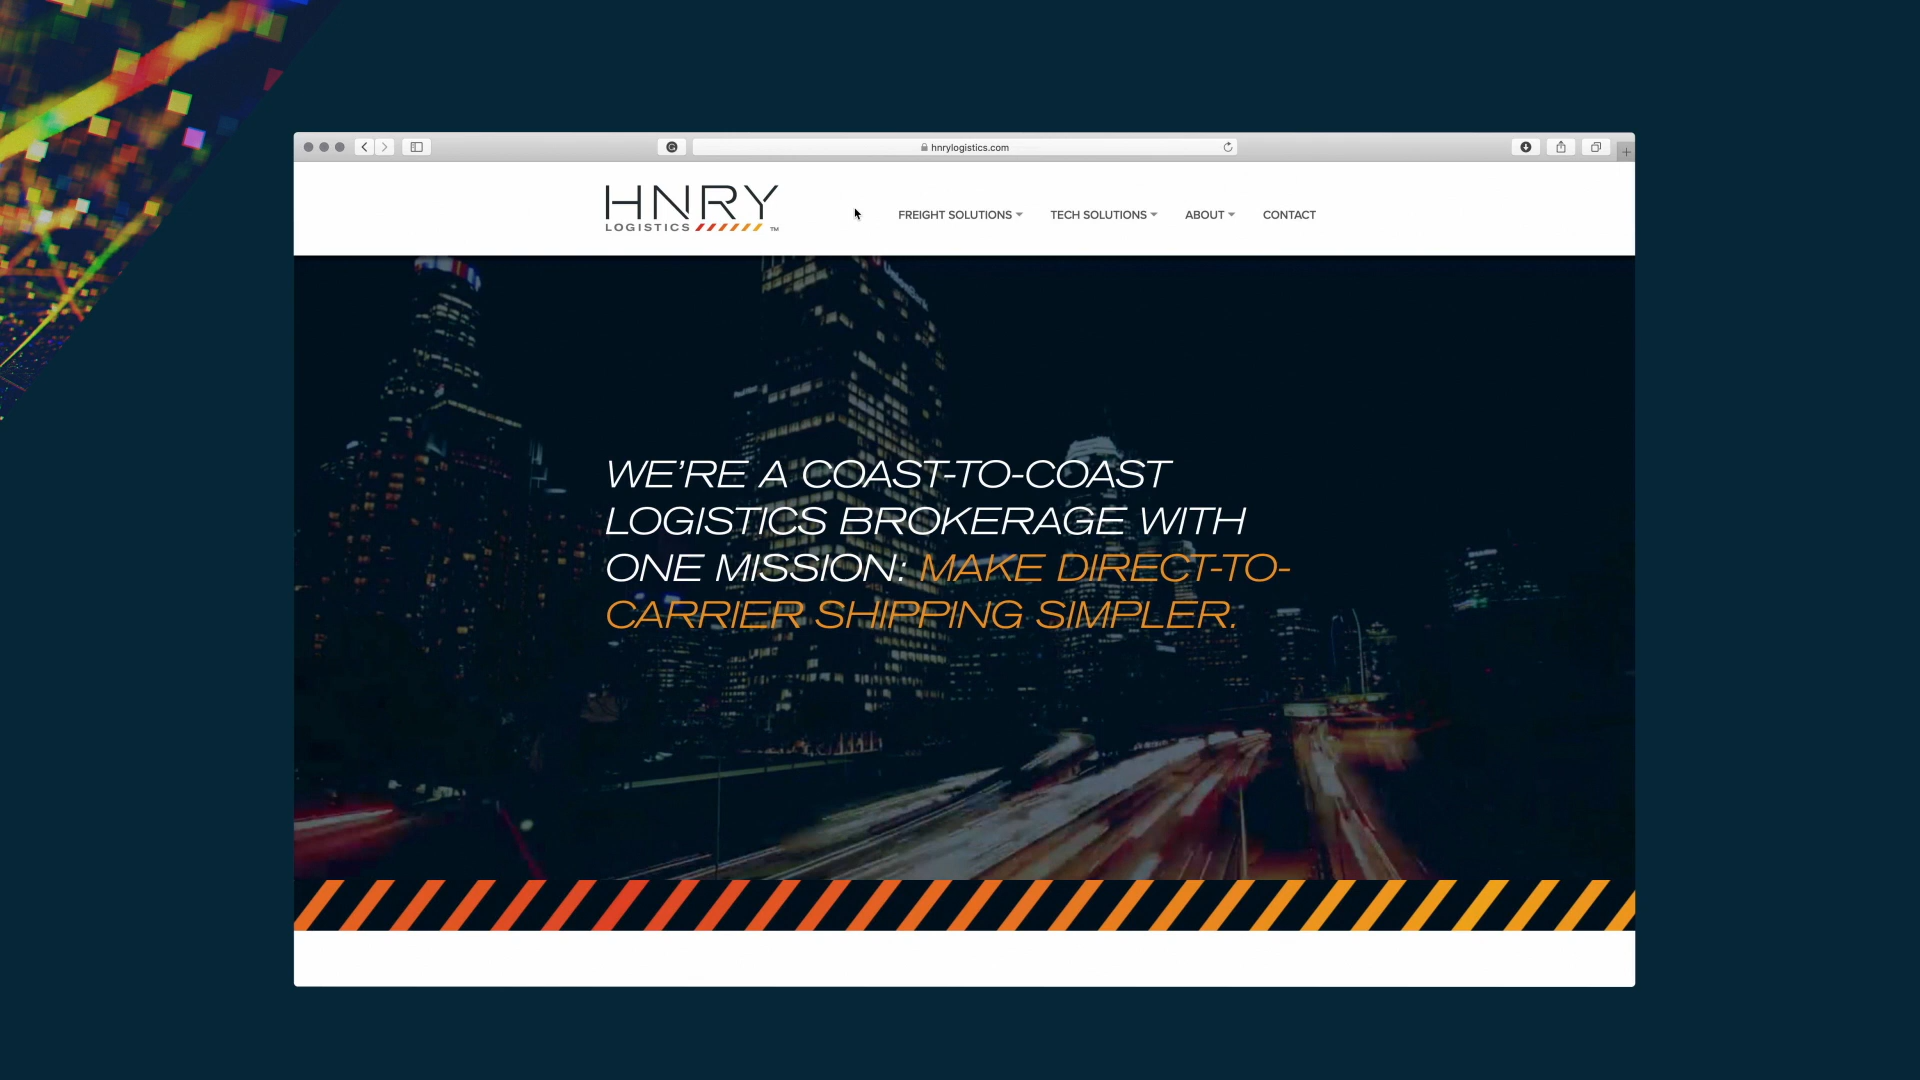 hnrylogistics.com
HNRY
LOGISTICS ™
FREIGHT SOLUTIONS
TECH SOLUTIONS
ABOUT
CONTACT
UnionBank
WE’RE A COAST-TO-COAST
LOGISTICS BROKERAGE WITH
ONE MISSION: MAKE DIRECT-TO-
CARRIER SHIPPING SIMPLER.